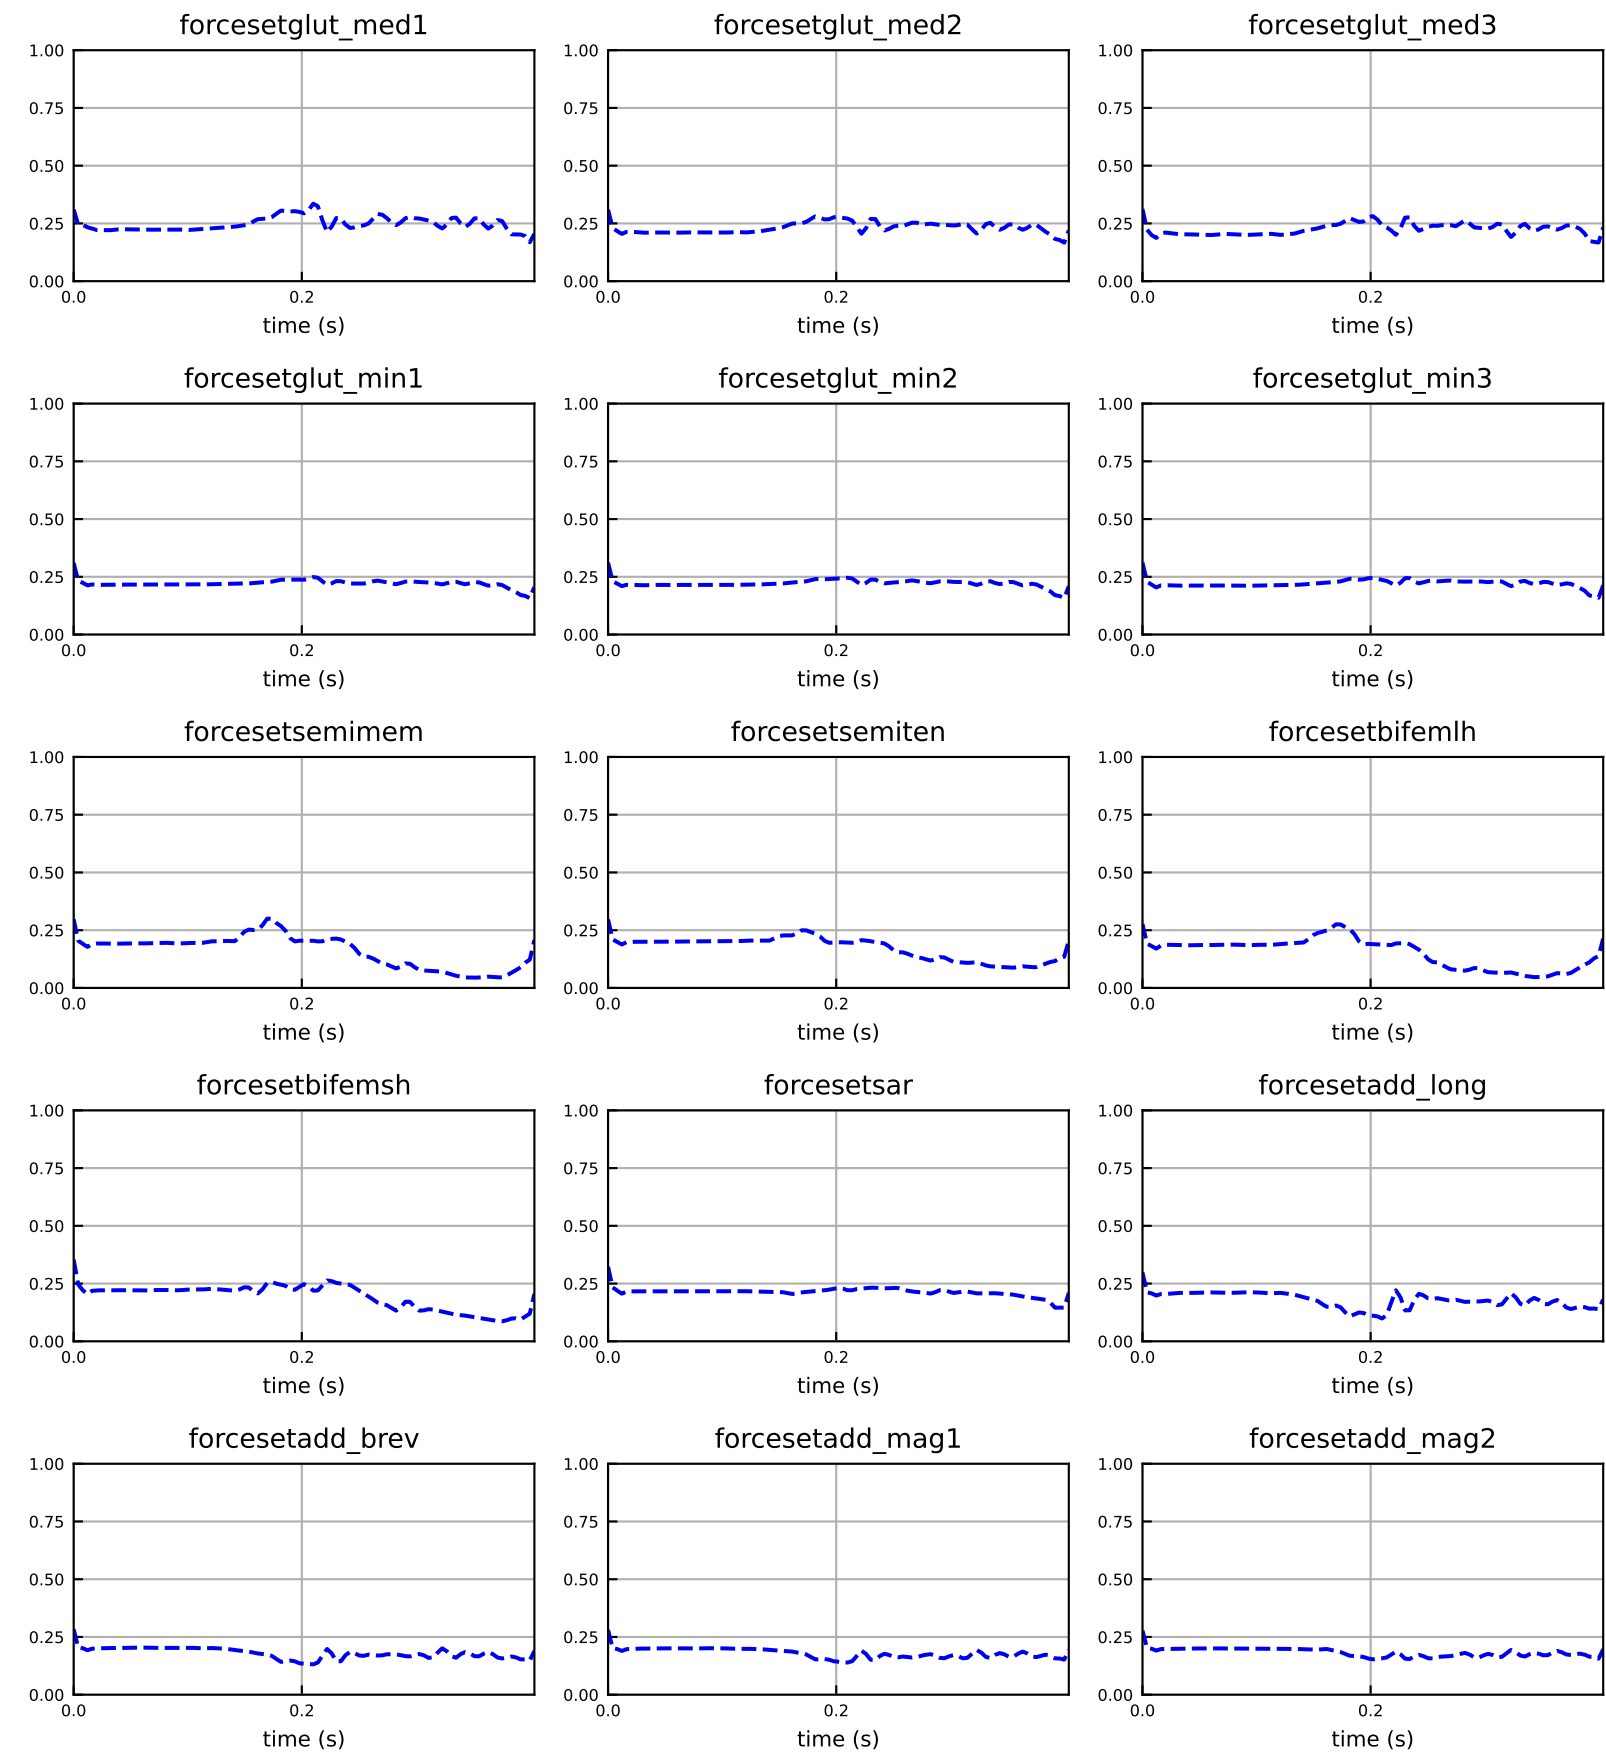 forcesetglut_med1 forcesetglut_med2 forcesetglut_med3
1.00 1.00 1.00
0.75 0.75 0.75
0.50 0.50 0.50
0.25 0.25 0.25
0.00 0.00 0.00
0.0 0.2 0.0 0.2 0.0 0.2
time (s) time (s) time (s)
forcesetglut_min1 forcesetglut_min2 forcesetglut_min3
1.00 1.00 1.00
0.75 0.75 0.75
0.50 0.50 0.50
0.25 0.25 0.25
0.00 0.00 0.00
0.0 0.2 0.0 0.2 0.0 0.2
time (s) time (s) time (s)
forcesetsemimem forcesetsemiten forcesetbifemlh
1.00 1.00 1.00
0.75 0.75 0.75
0.50 0.50 0.50
0.25 0.25 0.25
0.00 0.00 0.00
0.0 0.2 0.0 0.2 0.0 0.2
time (s) time (s) time (s)
forcesetbifemsh forcesetsar forcesetadd_long
1.00 1.00 1.00
0.75 0.75 0.75
0.50 0.50 0.50
0.25 0.25 0.25
0.00 0.00 0.00
0.0 0.2 0.0 0.2 0.0 0.2
time (s) time (s) time (s)
forcesetadd_brev forcesetadd_mag1 forcesetadd_mag2
1.00 1.00 1.00
0.75 0.75 0.75
0.50 0.50 0.50
0.25 0.25 0.25
0.00 0.00 0.00
0.0 0.2 0.0 0.2 0.0 0.2
time (s) time (s) time (s)